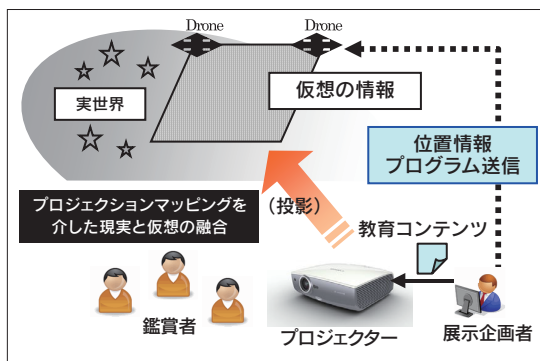 Drone
Drone
実世界
仮想の情報
位置情報
プログラム送信
プロジェクションマッピングを
介した現実と仮想の融合
（投影）
教育コンテンツ
鑑賞者
プロジェクター
展示企画者